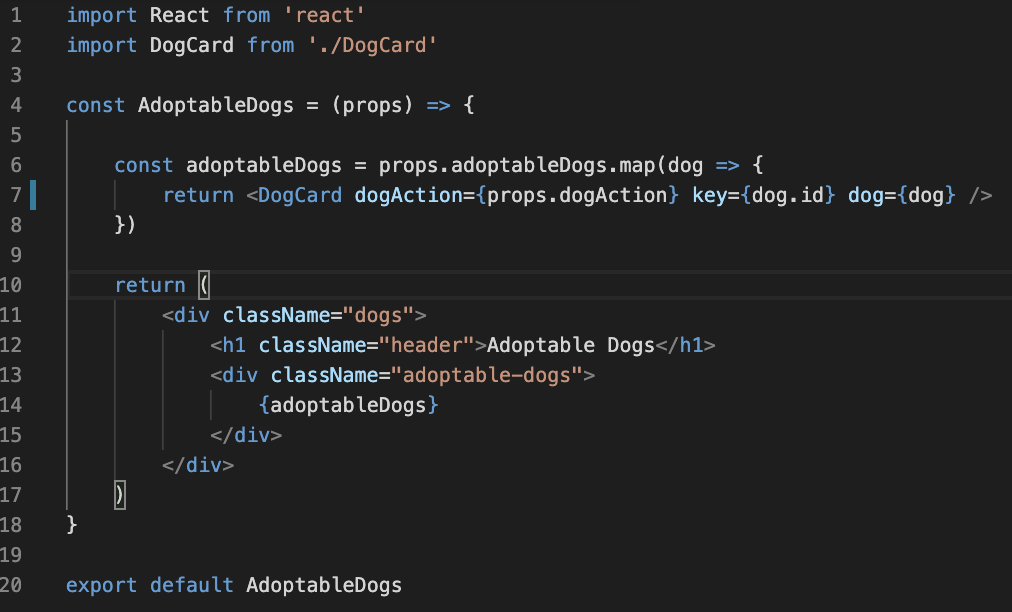 1 import React from 'react'
2 import DogCard from './DogCard'
3
4 const AdoptableDogs = (props) => {
5
6     const adoptableDogs = props.adoptableDogs.map(dog => {
7         return <DogCard dogAction={props.dogAction} key={dog.id} dog={dog} />
8     })
9
10     return (
11         <div className="dogs">
12             <h1 className="header">Adoptable Dogs</h1>
13             <div className="adoptable-dogs">
14                 {adoptableDogs}
15             </div>
16         </div>
17     )
18 }
19
20 export default AdoptableDogs